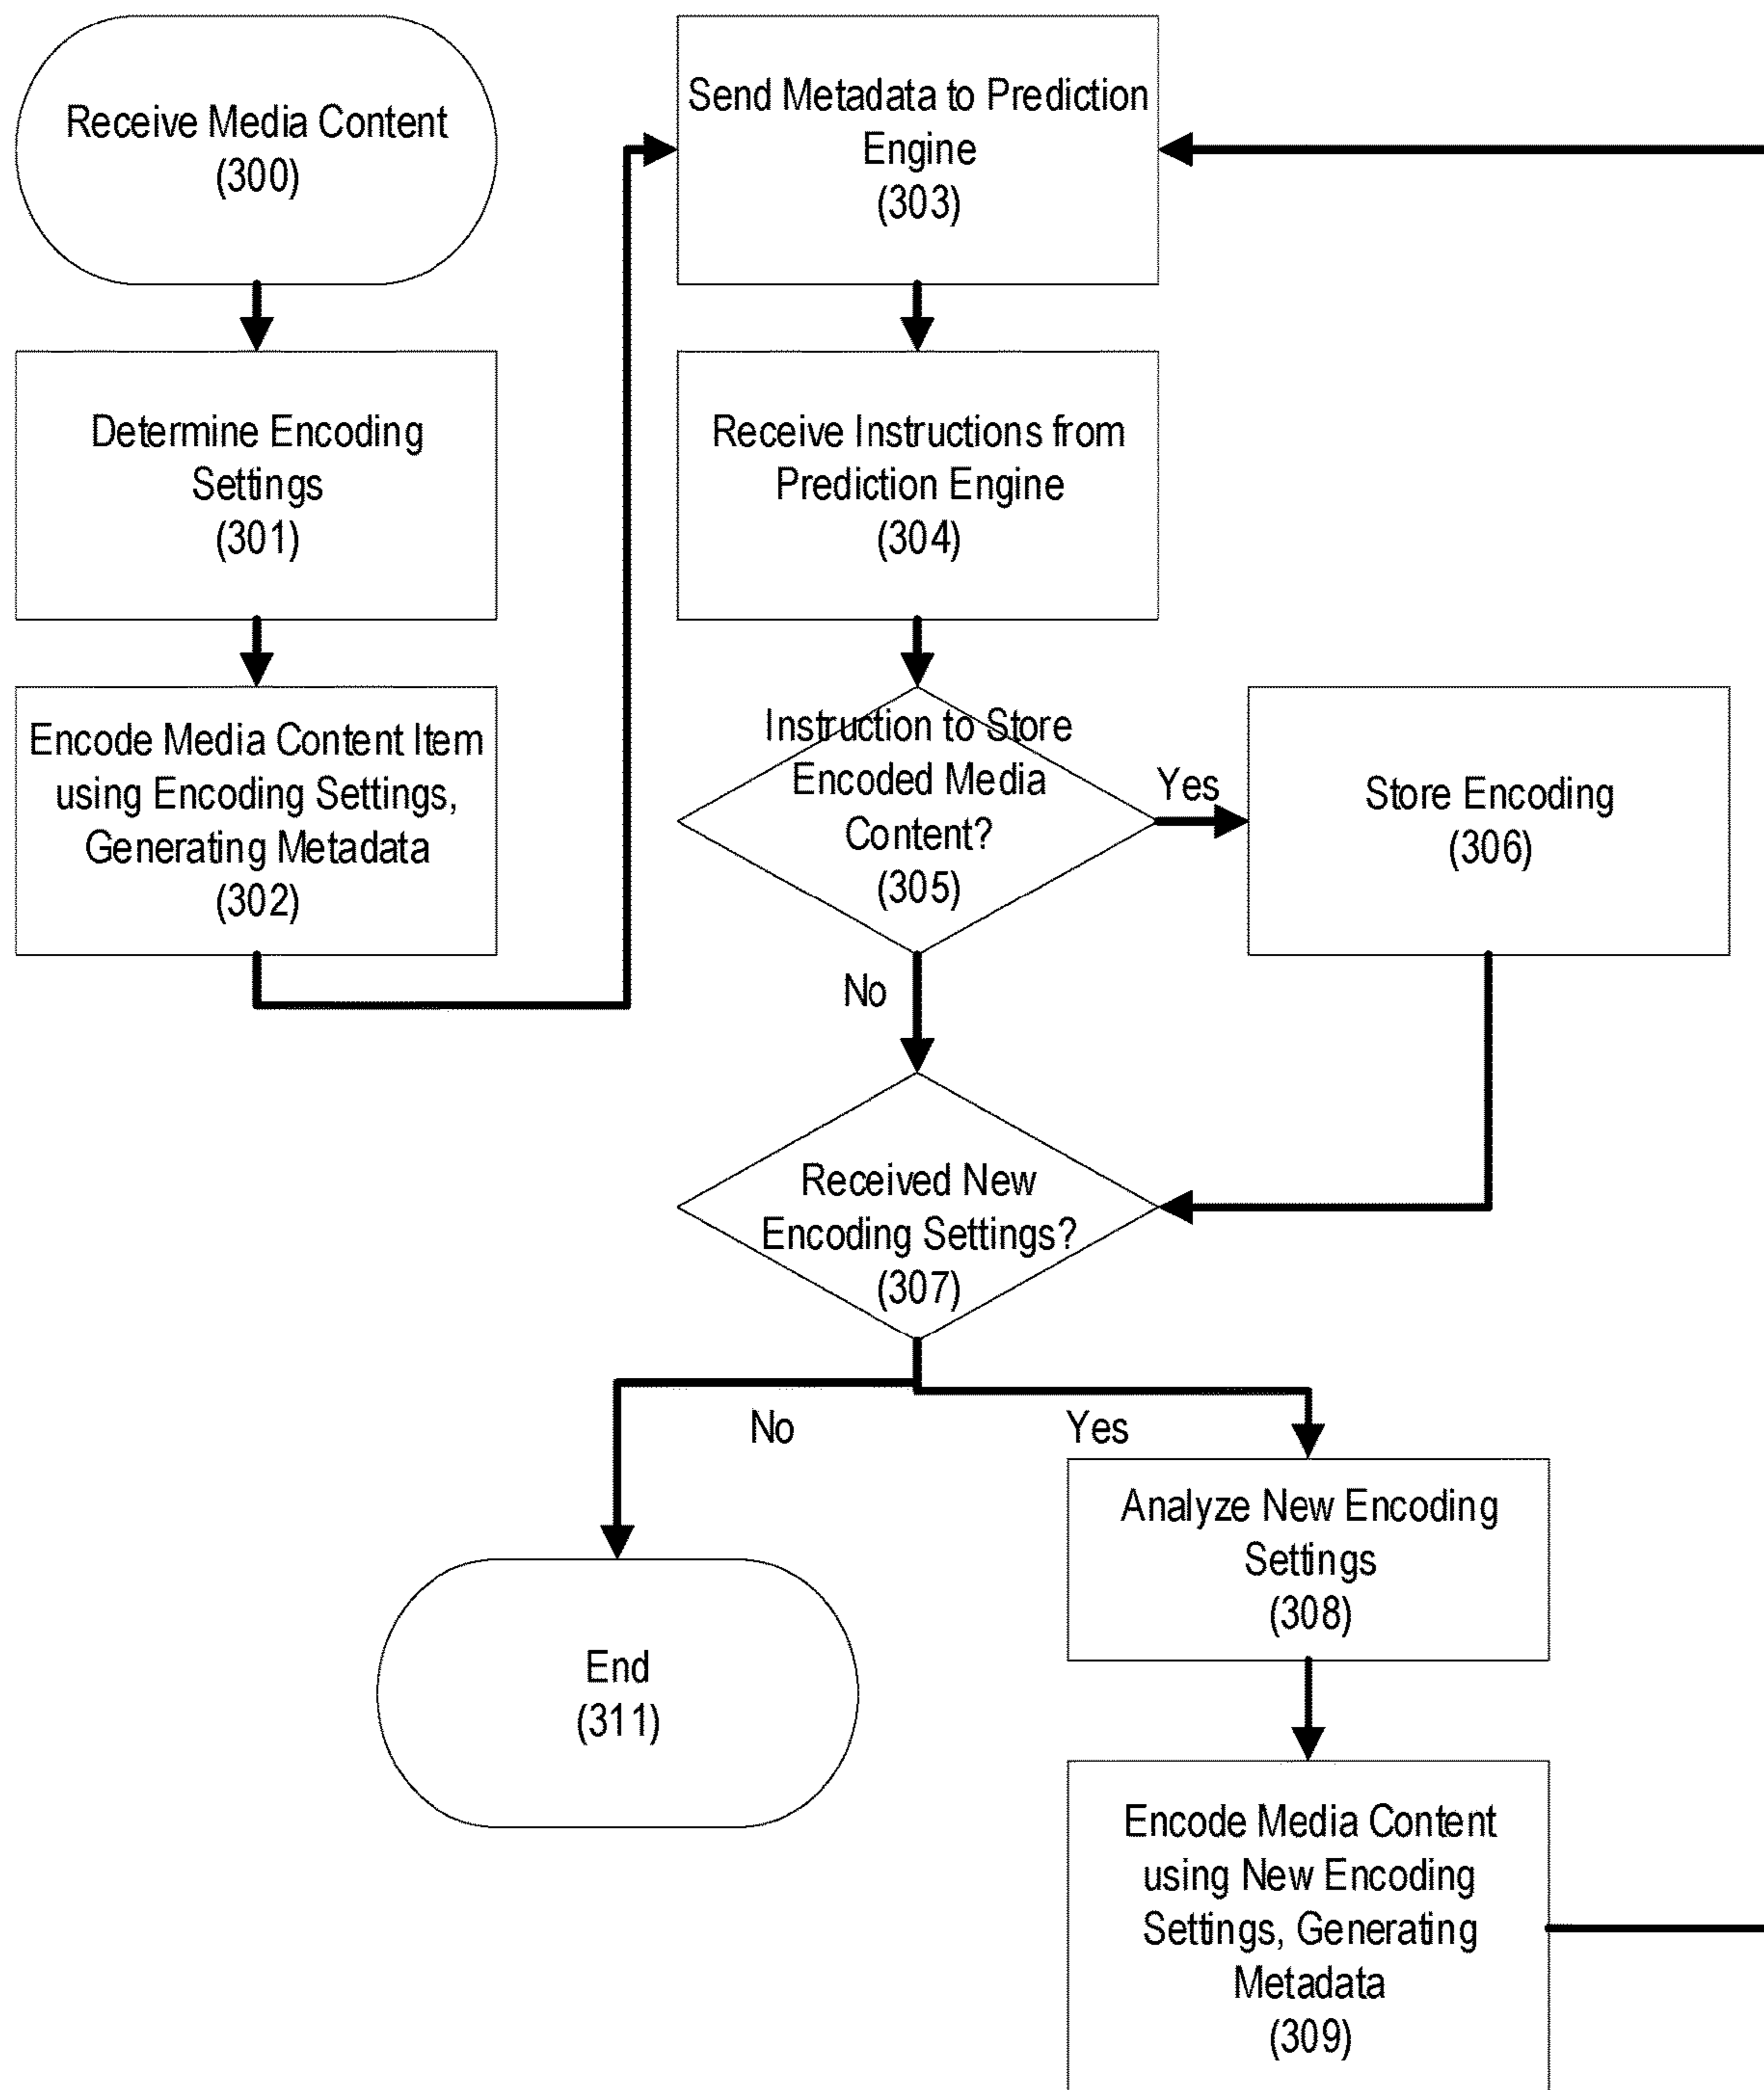 Receive Media Content
(300)
Determine Encoding
Settings
(301)
Encode Media Content Item
using Encoding Settings,
Generating Metadata
(302)
Send Metadata to Prediction
Engine
(303)
Receive Instructions from
Prediction Engine
(304)
Instruction to Store
Encoded Media
Content?
(305)
Yes
Store Encoding
(306)
No
Received New
Encoding Settings?
(307)
No
Yes
End
(311)
Analyze New Encoding
Settings
(308)
Encode Media Content
using New Encoding
Settings, Generating
Metadata
(309)